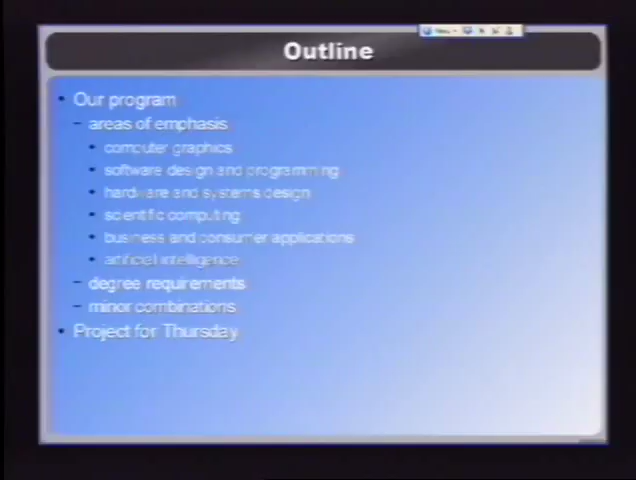 Outline
• Our program
– areas of emphasis
• computer graphics
• software design and programming
• hardware and systems design
• scientific computing
• business and consumer applications
• artificial intelligence
– degree requirements
– minor combinations
• Project for Thursday